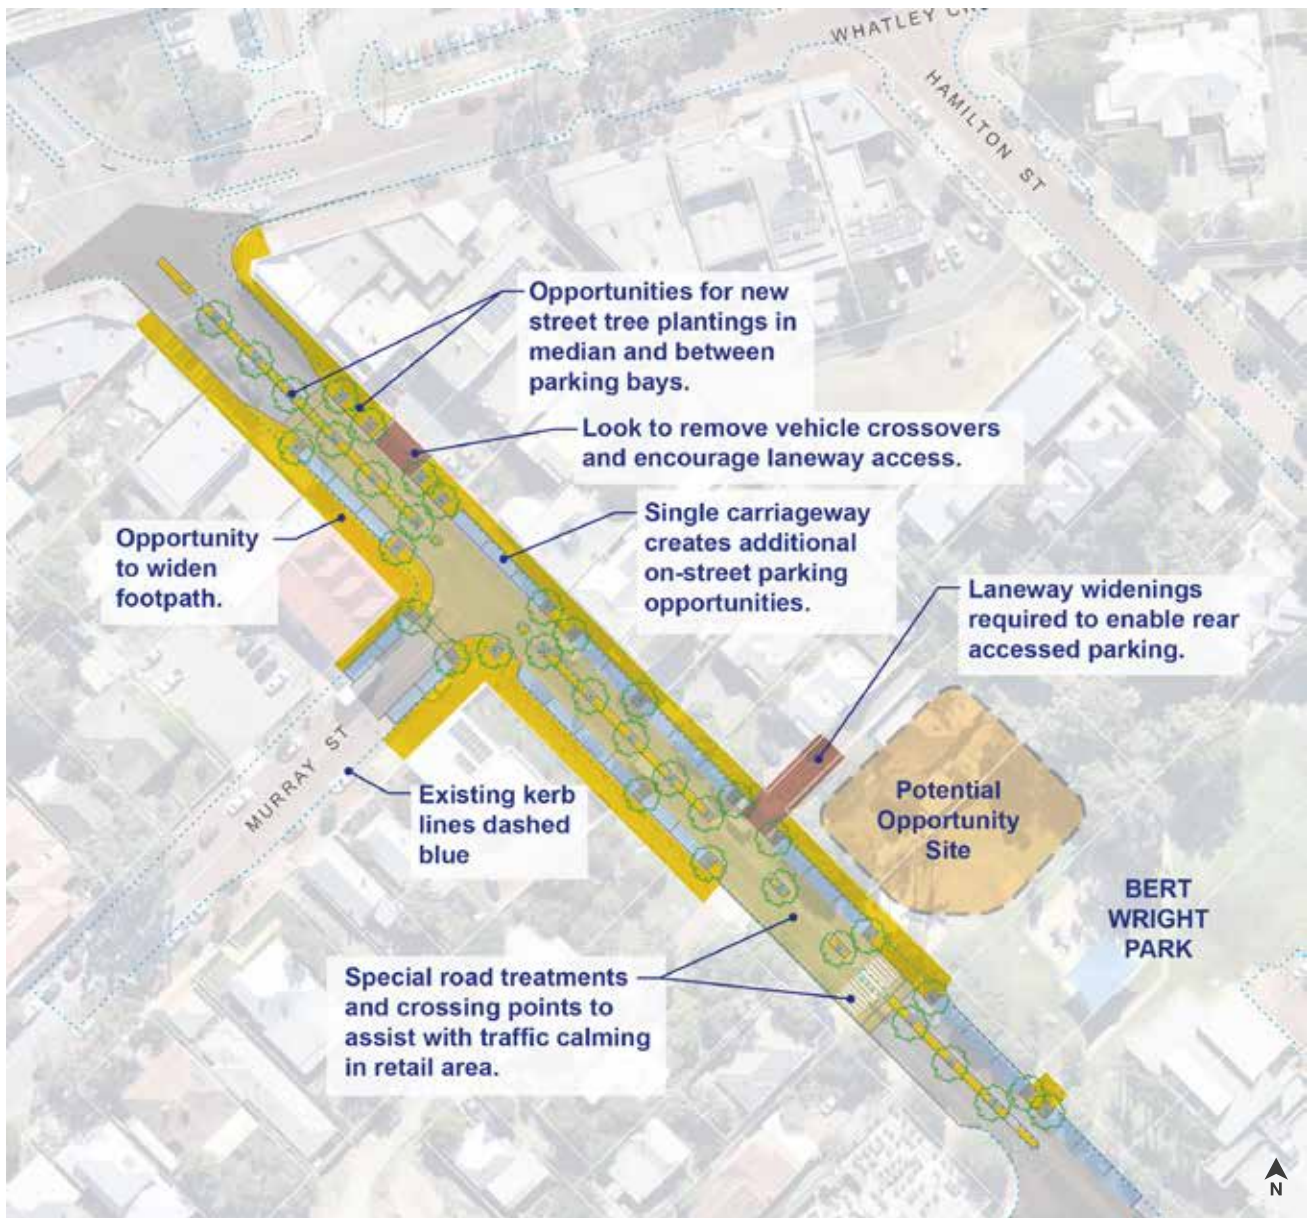 WHATLEY
HAMILTON ST
Opportunities for new
street tree plantings in
median and between
parking bays.
Look to remove vehicle crossovers
and encourage laneway access.
Single carriageway
creates additional
on-street parking
opportunities.
Opportunity
to widen
footpath.
Laneway widenings
required to enable rear
accessed parking.
MURRAY ST
Existing kerb
lines dashed
blue
Potential
Opportunity
Site
BERT
WRIGHT
PARK
Special road treatments
and crossing points to
assist with traffic calming
in retail area.
N